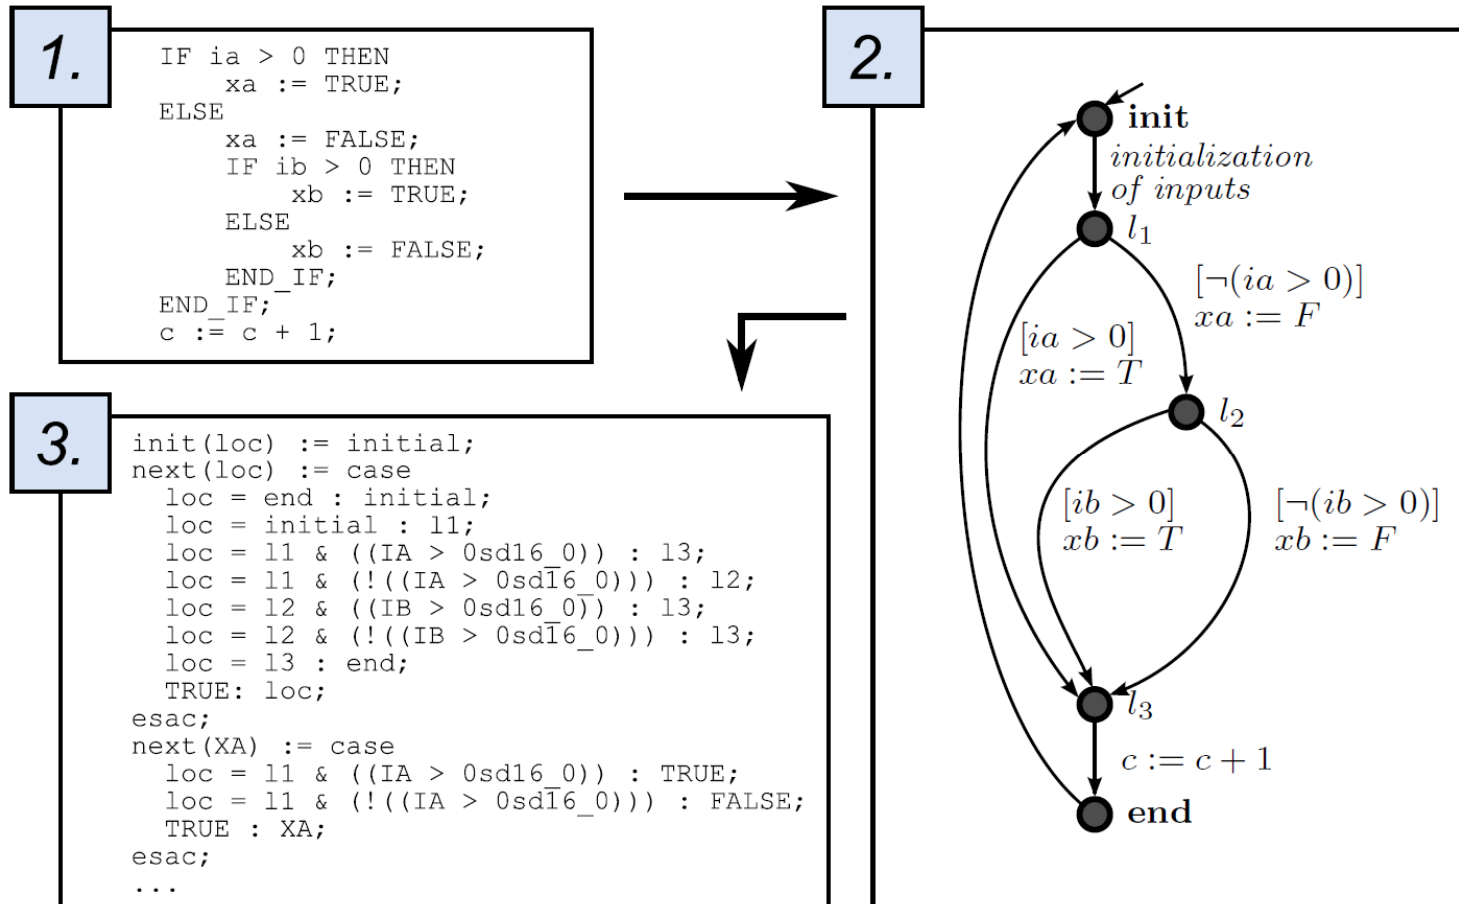 1.
IF ia > 0 THEN
xa := TRUE;
ELSE
xa := FALSE;
IF ib > 0 THEN
xb := TRUE;
ELSE
xb := FALSE;
END_IF;
END_IF;
c := c + 1;
2.
init
initialization
of inputs
l1
[¬(ia > 0)]
xa := F
[ia > 0]
xa := T
l2
[ib > 0]
xb := T
[¬(ib > 0)]
xb := F
l3
c := c + 1
end
3.
init(loc) := initial;
next(loc) := case
loc = end : initial;
loc = initial : l1;
loc = l1 & ((IA > 0sd16_0)) : l3;
loc = l1 & (!((IA > 0sd16_0))) : l2;
loc = l2 & ((IB > 0sd16_0)) : l3;
loc = l2 & (!((IB > 0sd16_0))) : l3;
loc = l3 : end;
TRUE: loc;
esac;
next(XA) := case
loc = l1 & ((IA > 0sd16_0)) : TRUE;
loc = l1 & (!((IA > 0sd16_0))) : FALSE;
TRUE : XA;
esac;
...